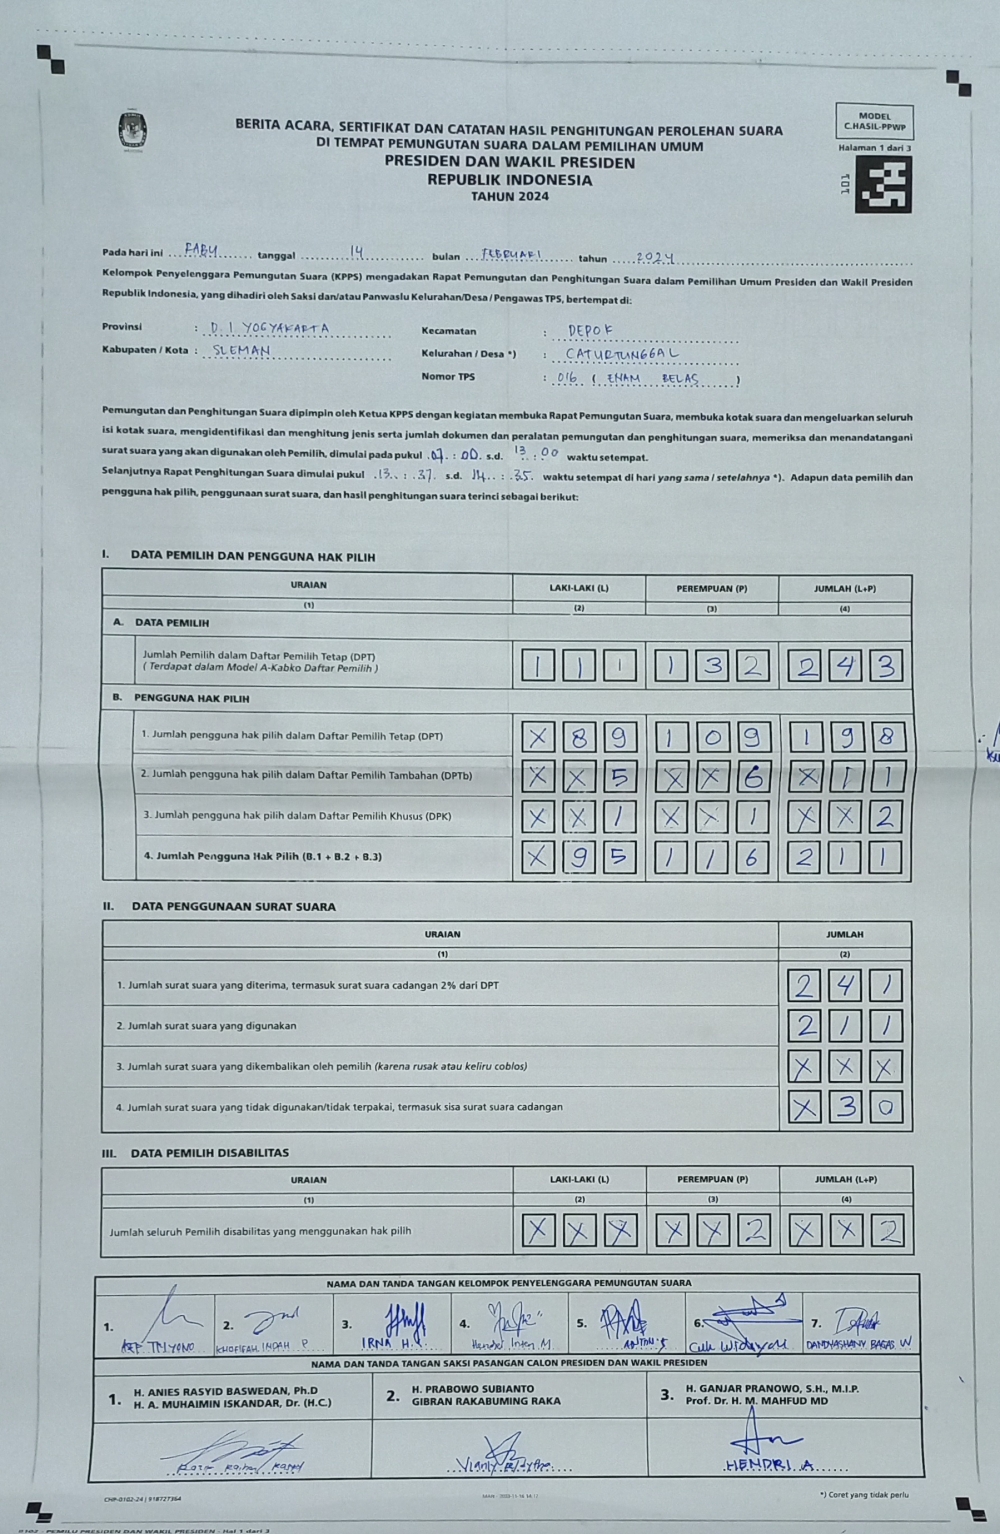 MODEL
C.HASIL-PPWP
Halaman 1 dari 3
101
BERITA ACARA, SERTIFIKAT DAN CATATAN HASIL PENGHITUNGAN PEROLEHAN SUARA
DI TEMPAT PEMUNGUTAN SUARA DALAM PEMILIHAN UMUM
PRESIDEN DAN WAKIL PRESIDEN
REPUBLIK INDONESIA
TAHUN 2024
Pada hari ini RABU tanggal 14 bulan FEBRUARI tahun 2024
Kelompok Penyelenggara Pemungutan Suara (KPPS) mengadakan Rapat Pemungutan dan Penghitungan Suara dalam Pemilihan Umum Presiden dan Wakil Presiden
Republik Indonesia, yang dihadiri oleh Saksi dan/atau Panwaslu Kelurahan/Desa / Pengawas TPS, bertempat di:
Provinsi : D. I YOGYAKARTA Kecamatan : DEPOK
Kabupaten / Kota : SLEMAN Kelurahan / Desa *) : CATURTUNGGAL
Nomor TPS : 016 ( ENAM BELAS )
Pemungutan dan Penghitungan Suara dipimpin oleh Ketua KPPS dengan kegiatan membuka Rapat Pemungutan Suara, membuka kotak suara dan mengeluarkan seluruh
isi kotak suara, mengidentifikasi dan menghitung jenis serta jumlah dokumen dan peralatan pemungutan dan penghitungan suara, memeriksa dan menandatangani
surat suara yang akan digunakan oleh Pemilih, dimulai pada pukul 07 : 00 s.d. 13 : 00 waktu setempat.
Selanjutnya Rapat Penghitungan Suara dimulai pukul 13 : 37 s.d. 14 : 35 waktu setempat di hari yang sama / setelahnya *). Adapun data pemilih dan
pengguna hak pilih, penggunaan surat suara, dan hasil penghitungan suara terinci sebagai berikut:
I. DATA PEMILIH DAN PENGGUNA HAK PILIH
URAIAN LAKI-LAKI (L) PEREMPUAN (P) JUMLAH (L+P)
(1) (2) (3) (4)
A. DATA PEMILIH
Jumlah Pemilih dalam Daftar Pemilih Tetap (DPT)
( Terdapat dalam Model A-Kabko Daftar Pemilih ) 1 1 1 1 3 2 2 4 3
B. PENGGUNA HAK PILIH
1. Jumlah pengguna hak pilih dalam Daftar Pemilih Tetap (DPT) X 8 9 1 0 9 1 9 8
2. Jumlah pengguna hak pilih dalam Daftar Pemilih Tambahan (DPTb) X X 5 X X 6 X 1 1
3. Jumlah pengguna hak pilih dalam Daftar Pemilih Khusus (DPK) X X 1 X X 1 X X 2
4. Jumlah Pengguna Hak Pilih (B.1 + B.2 + B.3) X 9 5 1 1 6 2 1 1
II. DATA PENGGUNAAN SURAT SUARA
URAIAN JUMLAH
(1) (2)
1. Jumlah surat suara yang diterima, termasuk surat suara cadangan 2% dari DPT 2 4 1
2. Jumlah surat suara yang digunakan 2 1 1
3. Jumlah surat suara yang dikembalikan oleh pemilih (karena rusak atau keliru coblos) X X X
4. Jumlah surat suara yang tidak digunakan/tidak terpakai, termasuk sisa surat suara cadangan X 3 0
III. DATA PEMILIH DISABILITAS
URAIAN LAKI-LAKI (L) PEREMPUAN (P) JUMLAH (L+P)
(1) (2) (3) (4)
Jumlah seluruh Pemilih disabilitas yang menggunakan hak pilih X X X X X 2 X X 2
NAMA DAN TANDA TANGAN KELOMPOK PENYELENGGARA PEMUNGUTAN SUARA
1. 2. 3. 4. 5. 6. 7.
TRIYONO KHOFIFAH INDAH P IRNA H. Intan M Cuk Widiyati BAGAS W
NAMA DAN TANDA TANGAN SAKSI PASANGAN CALON PRESIDEN DAN WAKIL PRESIDEN
1. H. ANIES RASYID BASWEDAN, Ph.D
H. A. MUHAIMIN ISKANDAR, Dr. (H.C.)
2. H. PRABOWO SUBIANTO
GIBRAN RAKABUMING RAKA
3. H. GANJAR PRANOWO, S.H., M.I.P.
Prof. Dr. H. M. MAHFUD MD
HENDRI A
CHP-0102-24 | 918727364
*) Coret yang tidak perlu
0102 - PEMILU PRESIDEN DAN WAKIL PRESIDEN - Hal 1 dari 3